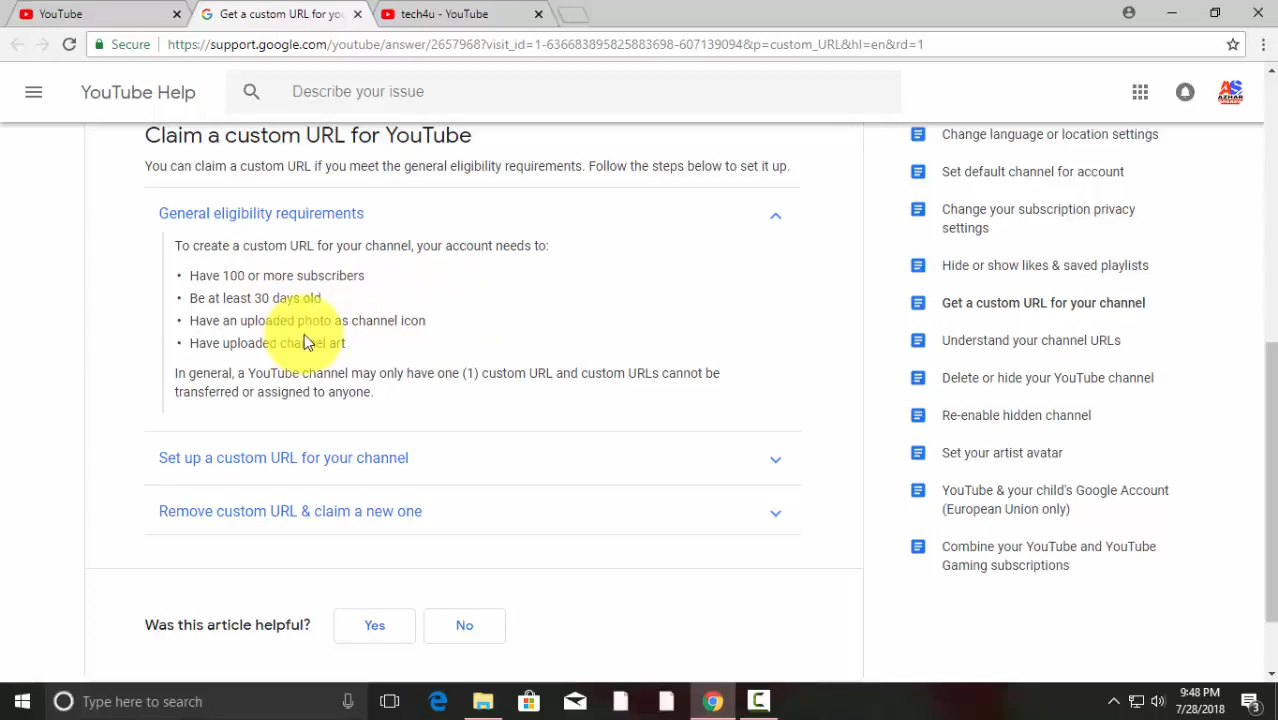 YouTube
Get a custom URL for yo
tech4u - YouTube
Secure https://support.google.com/youtube/answer/2657968?visit_id=1-636683895825883698-607139094&p=custom_URL&hl=en&rd=1
YouTube Help
Describe your issue
AS
AZHAR
Claim a custom URL for YouTube
You can claim a custom URL if you meet the general eligibility requirements. Follow the steps below to set it up.
General eligibility requirements
To create a custom URL for your channel, your account needs to:
• Have 100 or more subscribers
• Be at least 30 days old
• Have an uploaded photo as channel icon
• Have uploaded channel art
In general, a YouTube channel may only have one (1) custom URL and custom URLs cannot be
transferred or assigned to anyone.
Set up a custom URL for your channel
Remove custom URL & claim a new one
Was this article helpful?
Yes
No
Change language or location settings
Set default channel for account
Change your subscription privacy
settings
Hide or show likes & saved playlists
Get a custom URL for your channel
Understand your channel URLs
Delete or hide your YouTube channel
Re-enable hidden channel
Set your artist avatar
YouTube & your child's Google Account
(European Union only)
Combine your YouTube and YouTube
Gaming subscriptions
Type here to search
9:48 PM
7/28/2018
3